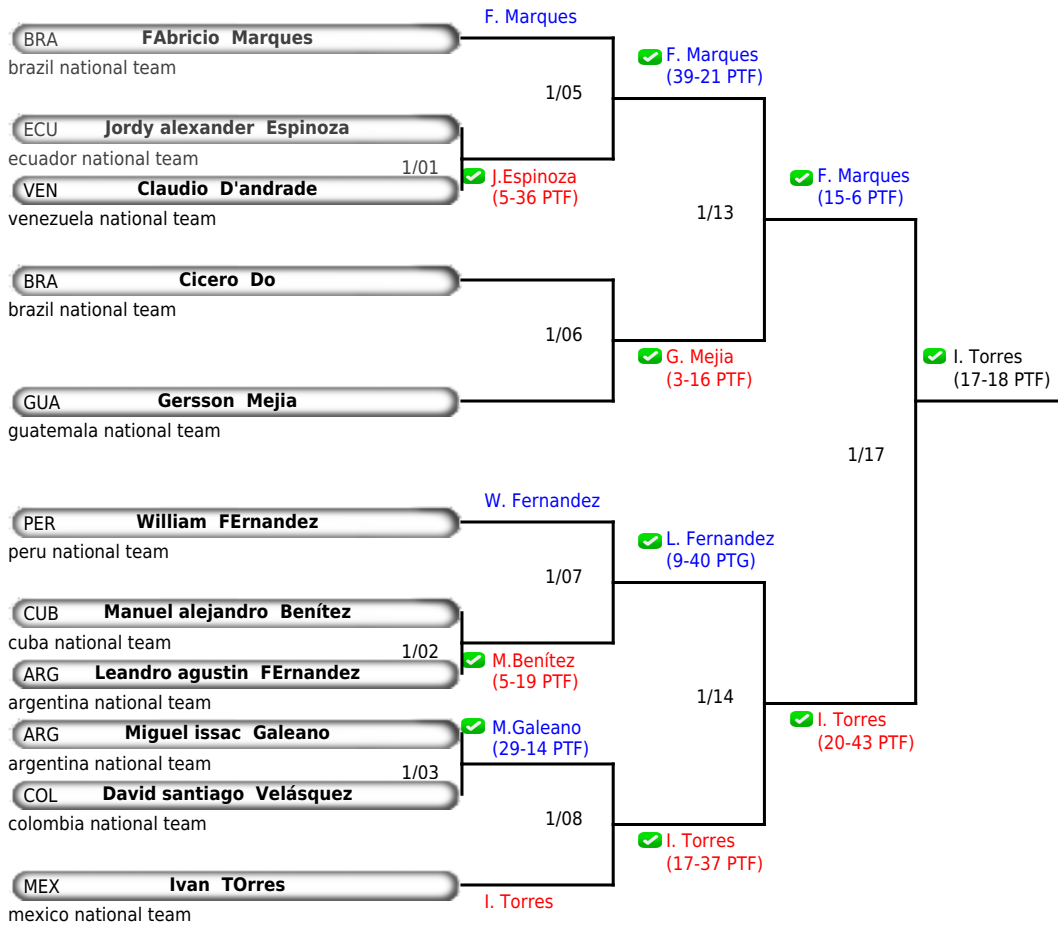 F. Marques
BRA FAbricio Marques
brazil national team
F. Marques
(39-21 PTF)
1/05
ECU Jordy alexander Espinoza
ecuador national team
1/01
J.Espinoza
(5-36 PTF)
VEN Claudio D'andrade
venezuela national team
F. Marques
(15-6 PTF)
1/13
BRA Cicero Do
brazil national team
1/06
G. Mejia
(3-16 PTF)
I. Torres
(17-18 PTF)
GUA Gersson Mejia
guatemala national team
1/17
W. Fernandez
PER William FErnandez
peru national team
L. Fernandez
(9-40 PTG)
1/07
CUB Manuel alejandro Benítez
cuba national team
1/02
M.Benítez
(5-19 PTF)
ARG Leandro agustin FErnandez
argentina national team
1/14
ARG Miguel issac Galeano
argentina national team
M.Galeano
(29-14 PTF)
I. Torres
(20-43 PTF)
1/03
COL David santiago Velásquez
colombia national team
1/08
I. Torres
(17-37 PTF)
MEX Ivan TOrres
mexico national team
I. Torres